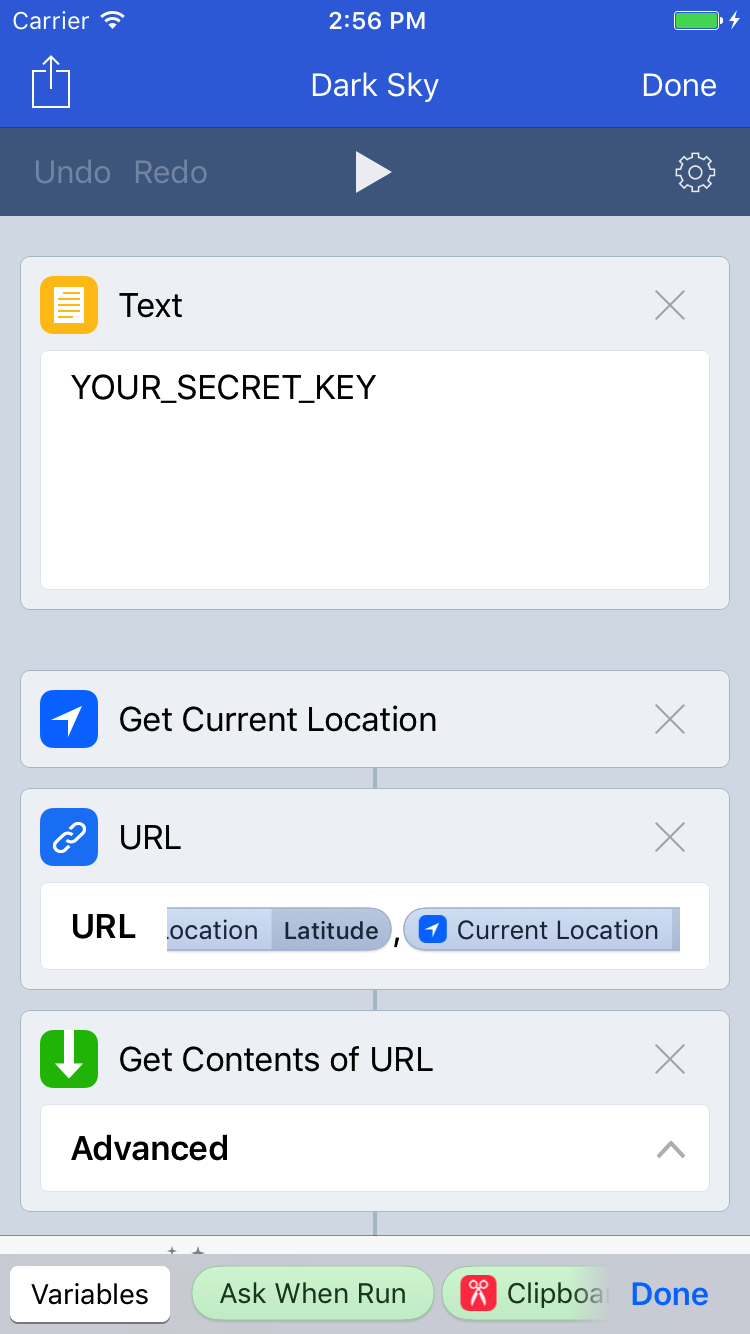 Carrier 2:56 PM
Dark Sky Done
Undo Redo
Text
YOUR_SECRET_KEY
Get Current Location
URL
URL ocation Latitude , Current Location
Get Contents of URL
Advanced
Variables Ask When Run Clipboa Done